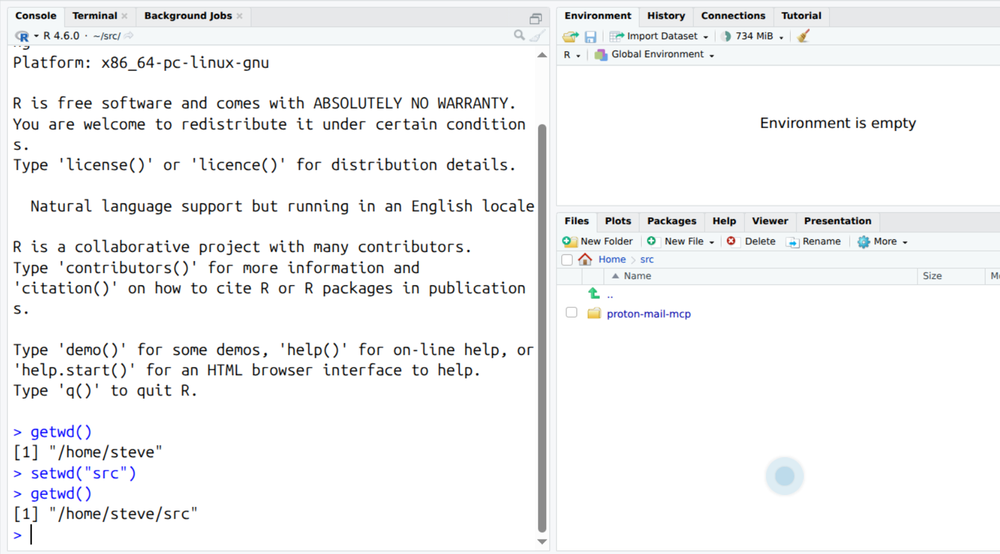 Console Terminal Background Jobs
R 4.6.0 · ~/src/
Platform: x86_64-pc-linux-gnu
R is free software and comes with ABSOLUTELY NO WARRANTY.
You are welcome to redistribute it under certain condition
s.
Type 'license()' or 'licence()' for distribution details.
Natural language support but running in an English locale
R is a collaborative project with many contributors.
Type 'contributors()' for more information and
'citation()' on how to cite R or R packages in publication
s.
Type 'demo()' for some demos, 'help()' for on-line help, or
'help.start()' for an HTML browser interface to help.
Type 'q()' to quit R.
> getwd()
[1] "/home/steve"
> setwd("src")
> getwd()
[1] "/home/steve/src"
>
Environment History Connections Tutorial
Import Dataset 734 MiB
R Global Environment
Environment is empty
Files Plots Packages Help Viewer Presentation
New Folder New File Delete Rename More
Home src
Name Size
..
proton-mail-mcp